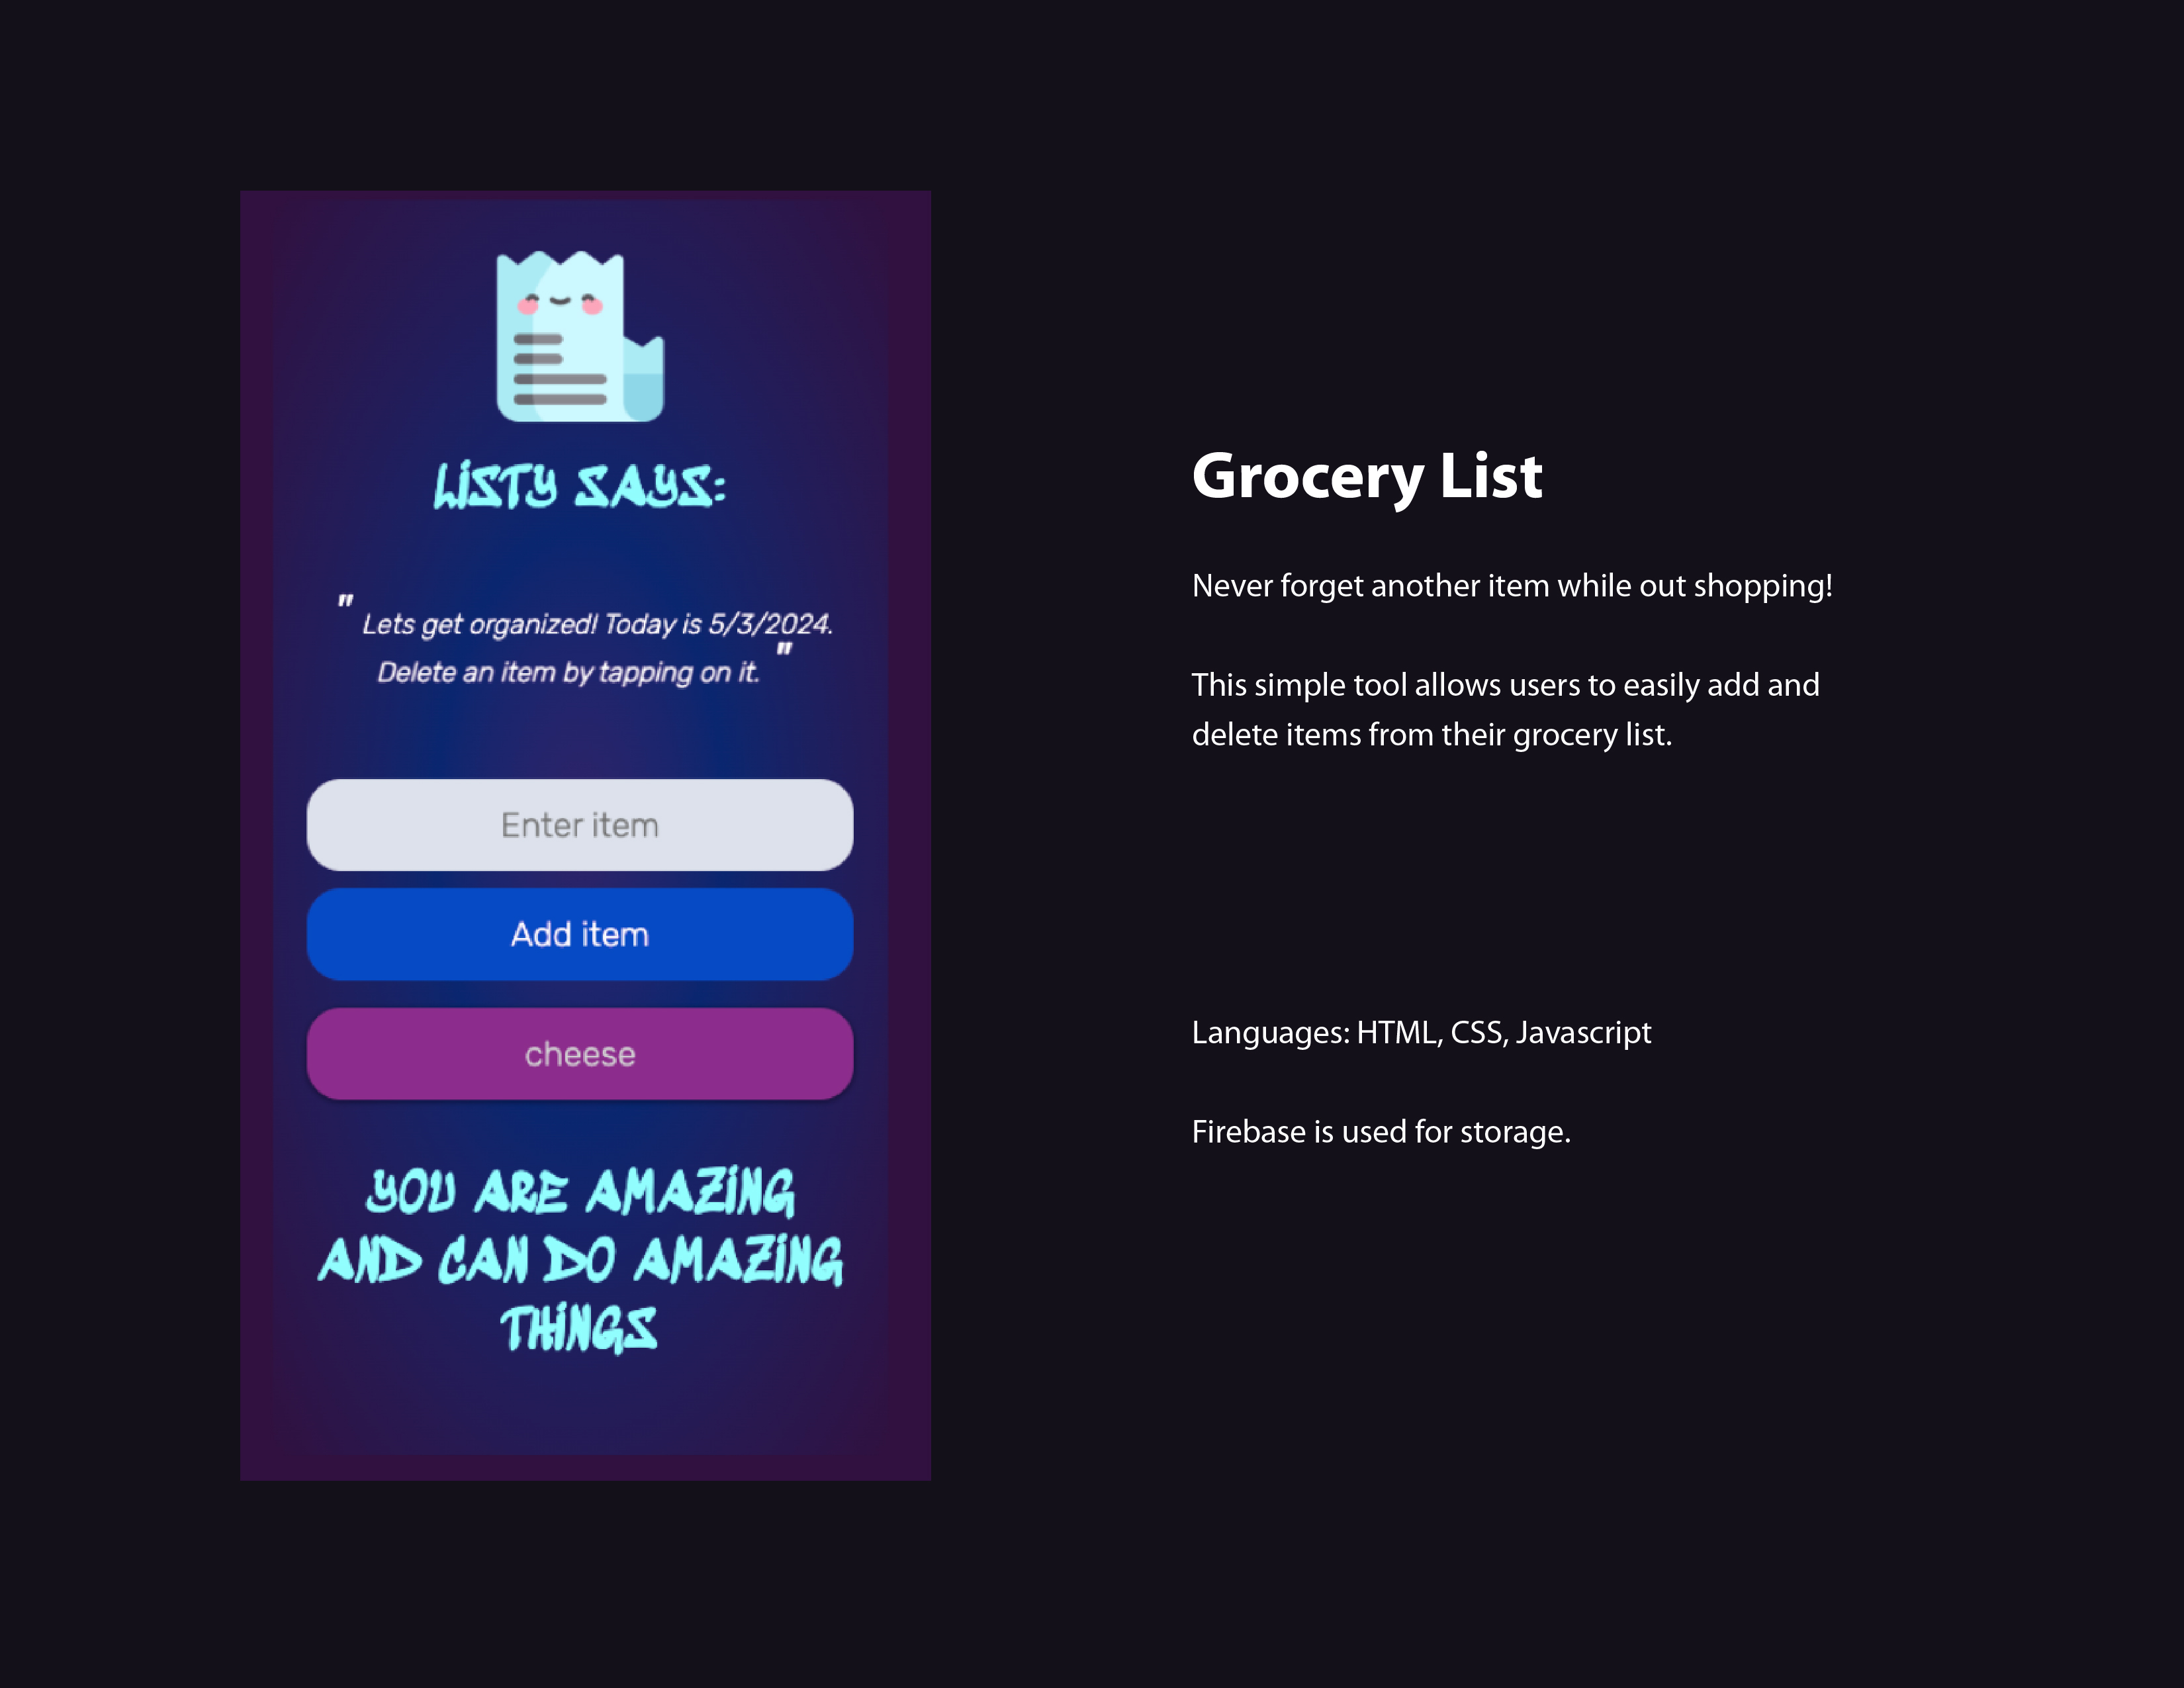 LISTY SAYS:
" Lets get organized! Today is 5/3/2024.
Delete an item by tapping on it. "
Enter item
Add item
cheese
YOU ARE AMAZING
AND CAN DO AMAZING
THINGS
Grocery List
Never forget another item while out shopping!
This simple tool allows users to easily add and
delete items from their grocery list.
Languages: HTML, CSS, Javascript
Firebase is used for storage.